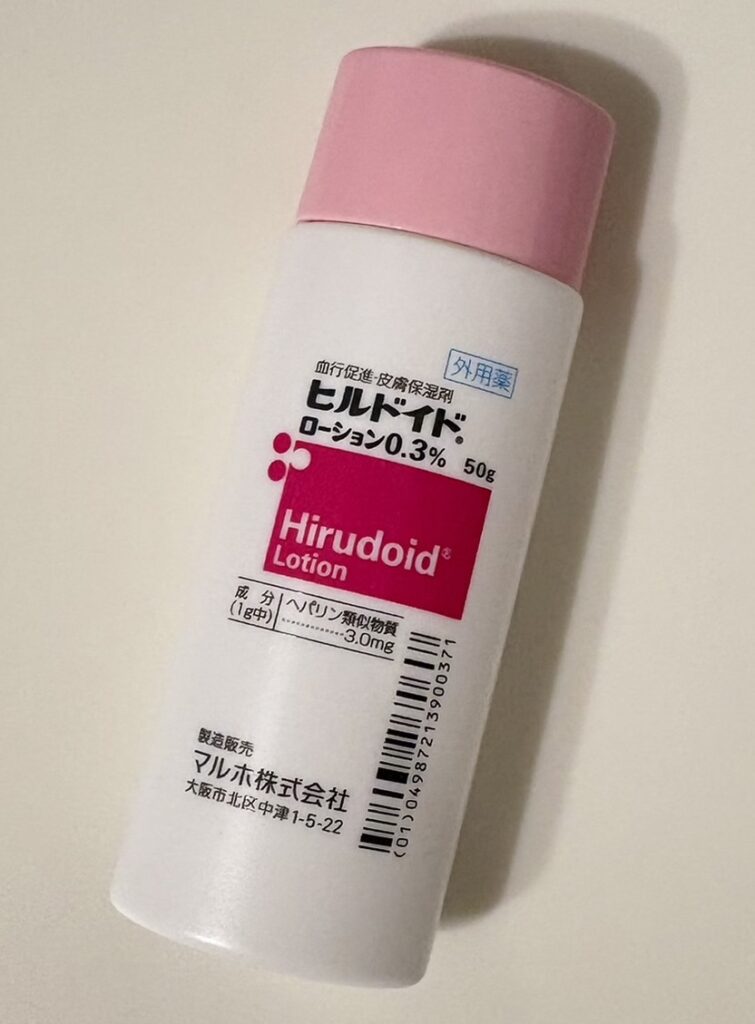 外用薬
血行促進・皮膚保湿剤
ヒルドイド®
ローション0.3% 50g
Hirudoid®
Lotion
成分 ヘパリン類似物質
(1g中) ············3.0mg
(01)04987213900371
製造販売
マルホ株式会社
大阪市北区中津1-5-22